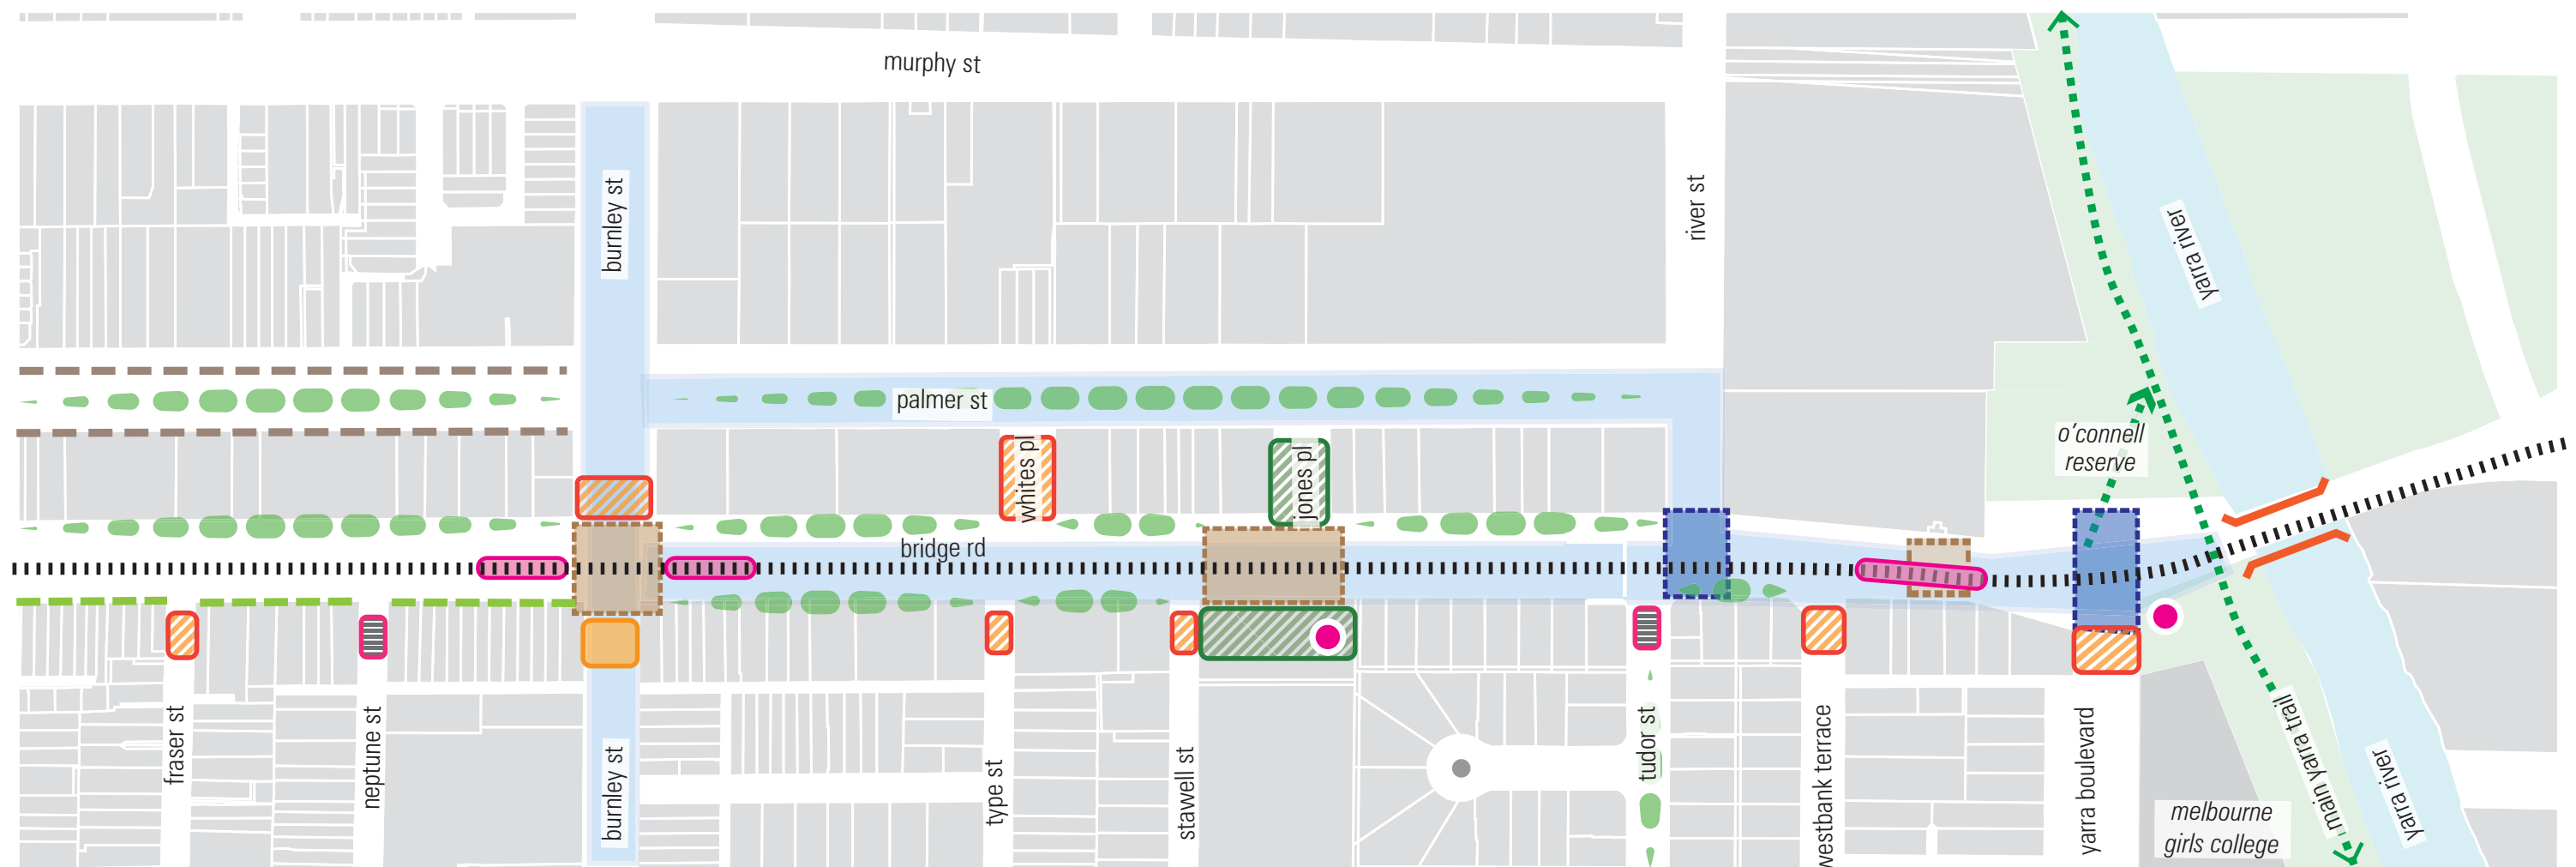 murphy st
burnley st
river st
yarra river
palmer st
whites pl
jones pl
o'connell
reserve
bridge rd
fraser st
neptune st
burnley st
type st
stawell st
tudor st
westbank terrace
yarra boulevard
main yarra trail
yarra river
melbourne
girls college